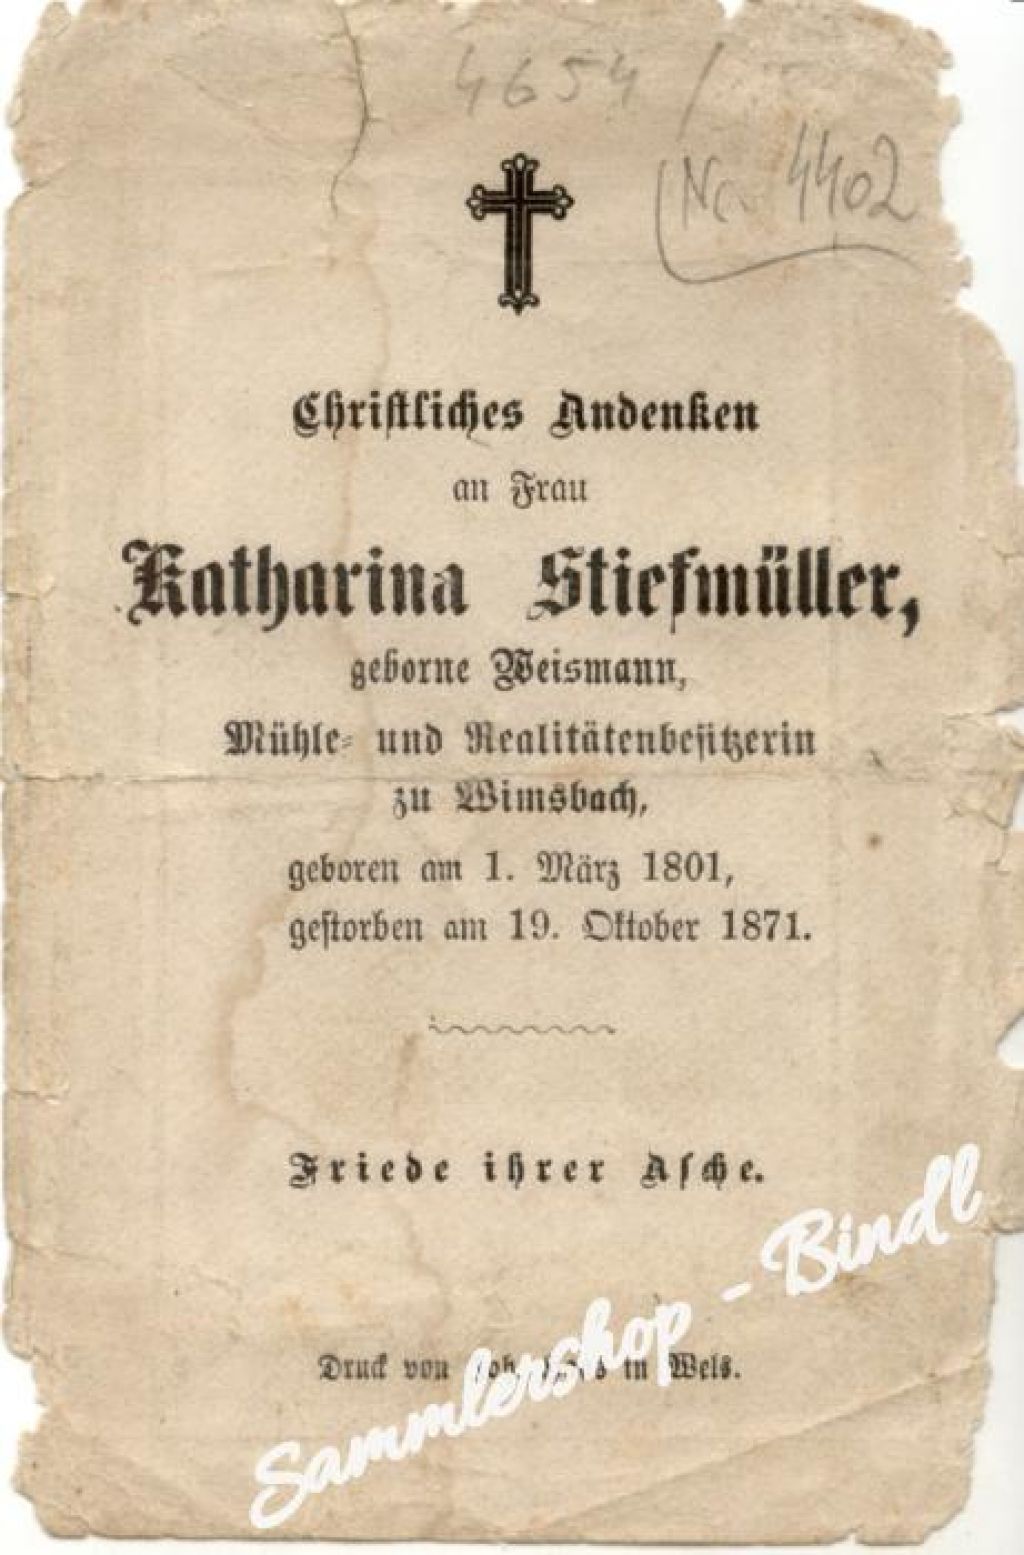 4654
No 4402
Christliches Andenken
an Frau
Katharina Stiefmüller,
geborne Weismann,
Mühle- und Realitätenbesitzerin
zu Wimsbach,
geboren am 1. März 1801,
gestorben am 19. Oktober 1871.
Friede ihrer Asche.
Druck von Joh. in Wels.
Sammlershop - Bindl